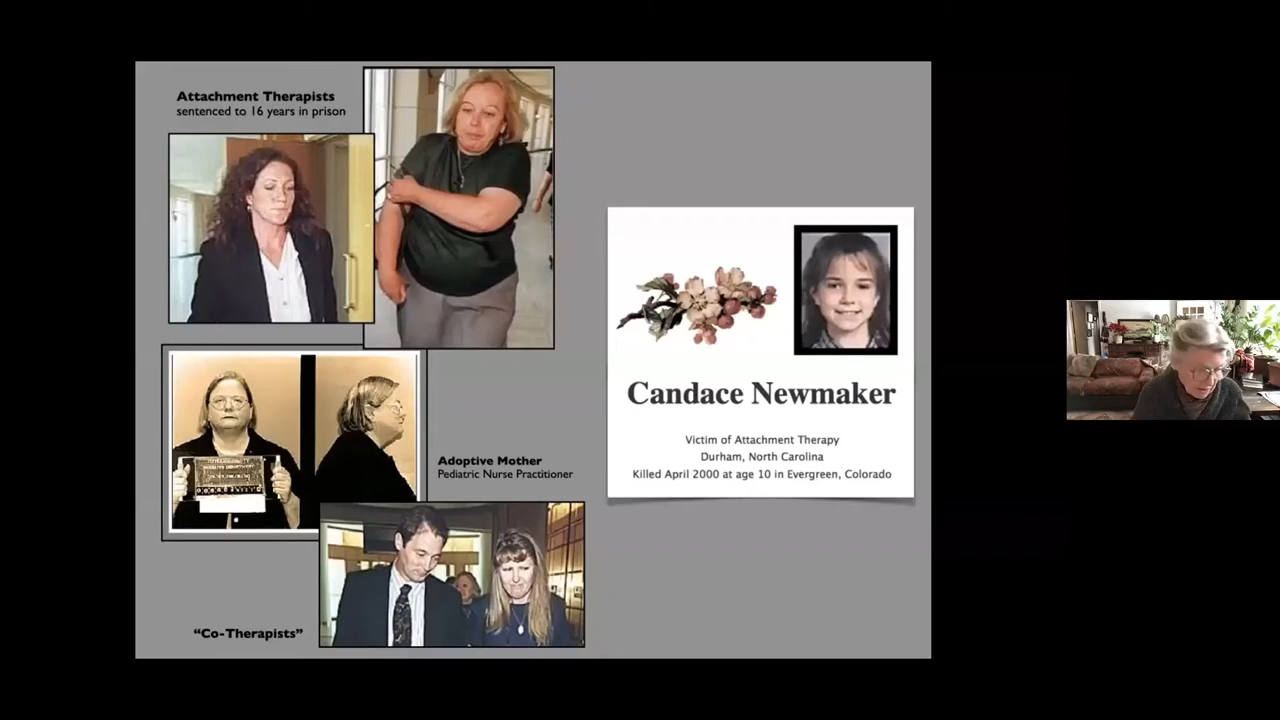 Attachment Therapists
sentenced to 16 years in prison
Adoptive Mother
Pediatric Nurse Practitioner
“Co-Therapists”
Candace Newmaker
Victim of Attachment Therapy
Durham, North Carolina
Killed April 2000 at age 10 in Evergreen, Colorado